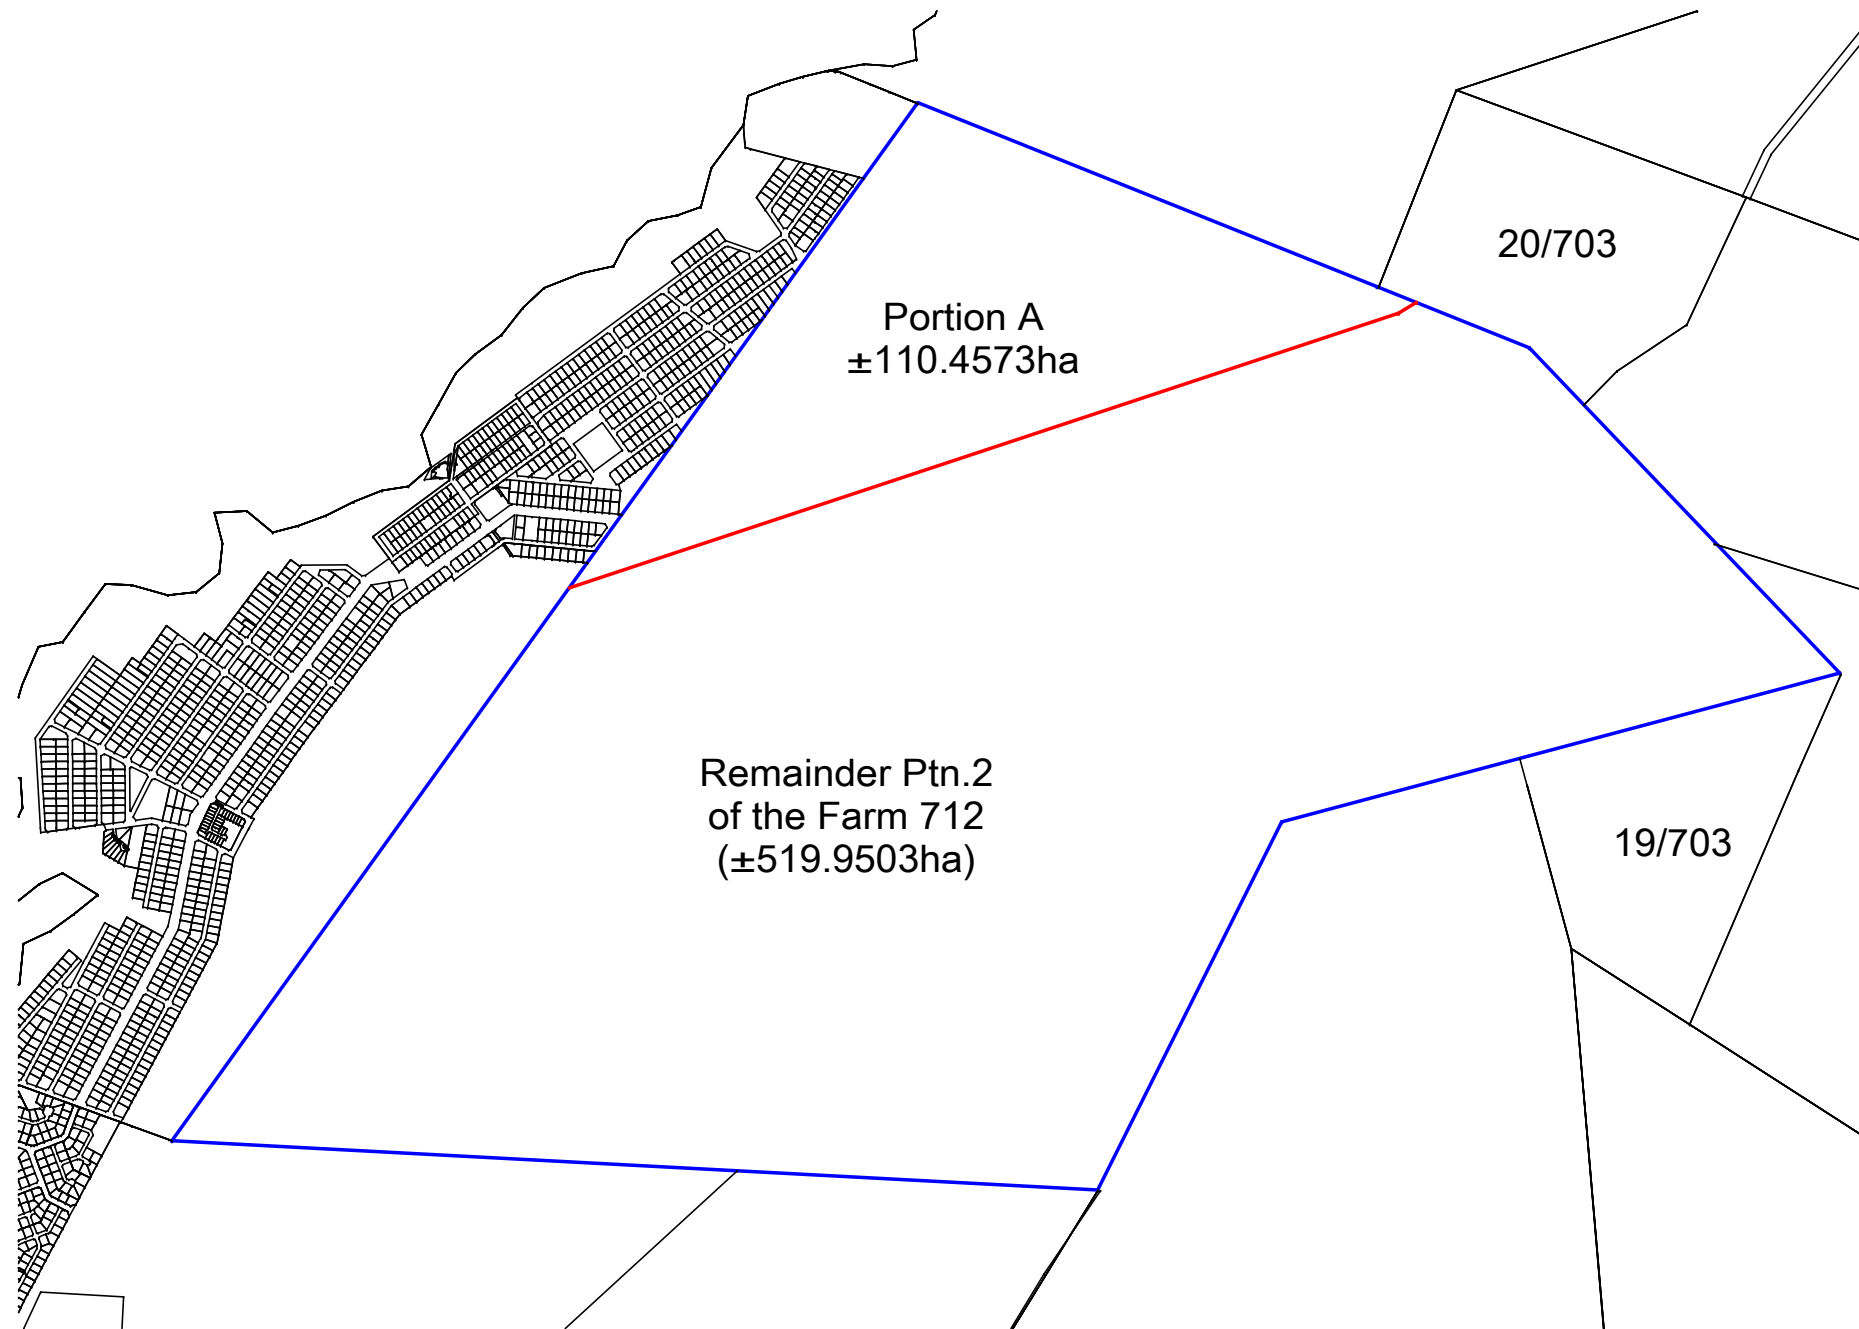 20/703
Portion A
±110.4573ha
Remainder Ptn.2
of the Farm 712
(±519.9503ha)
19/703